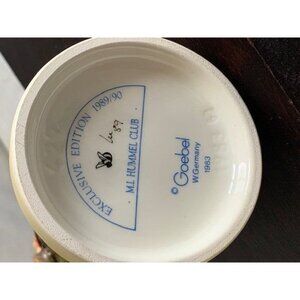 EXCLUSIVE EDITION 1989/90
M.I. HUMMEL CLUB
© Goebel
W.Germany
1983